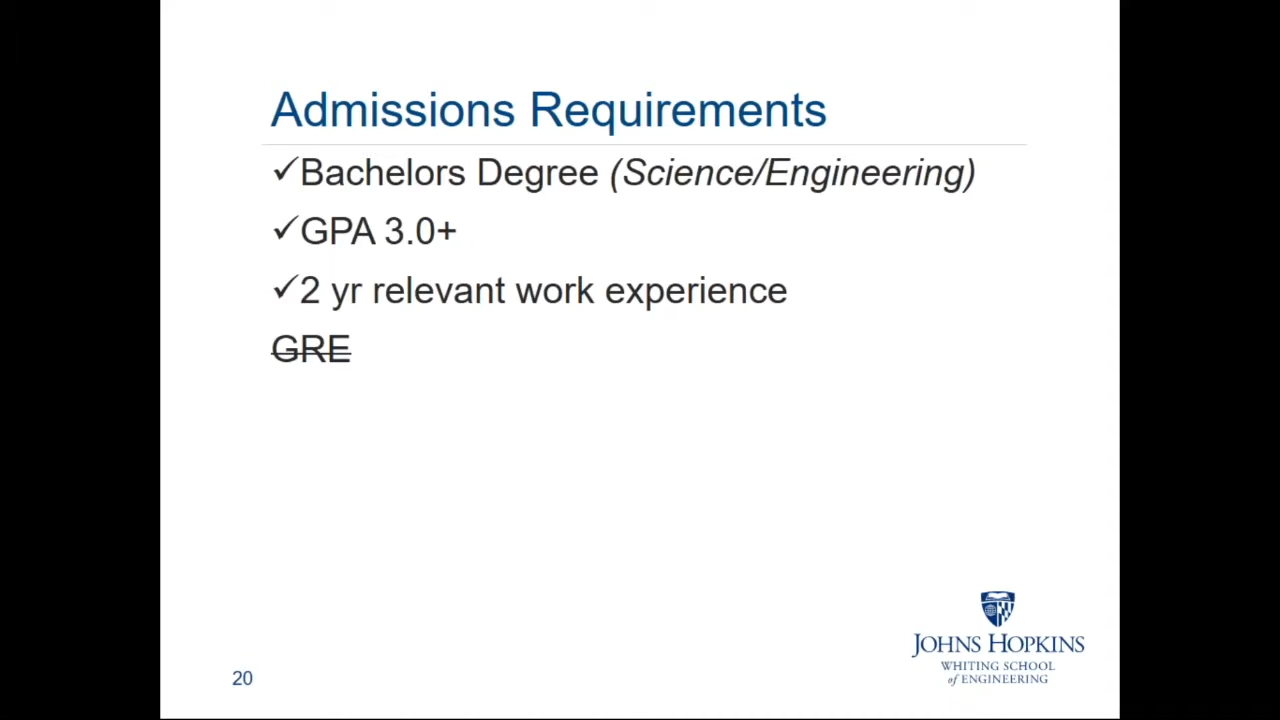 Admissions Requirements
✓Bachelors Degree (Science/Engineering)
✓GPA 3.0+
✓2 yr relevant work experience
GRE
JOHNS HOPKINS
WHITING SCHOOL
of ENGINEERING
20